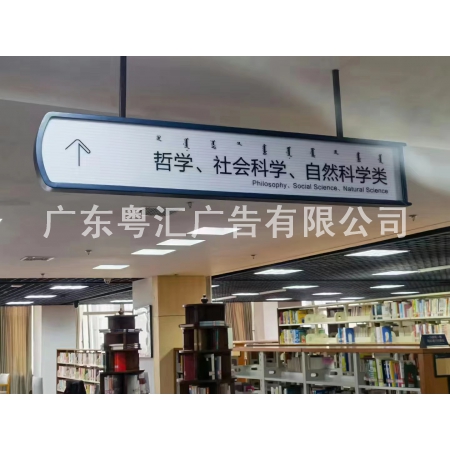 哲学、社会科学、自然科学类
Philosophy、Social Science、Natural Science
广东粤汇广告有限公司